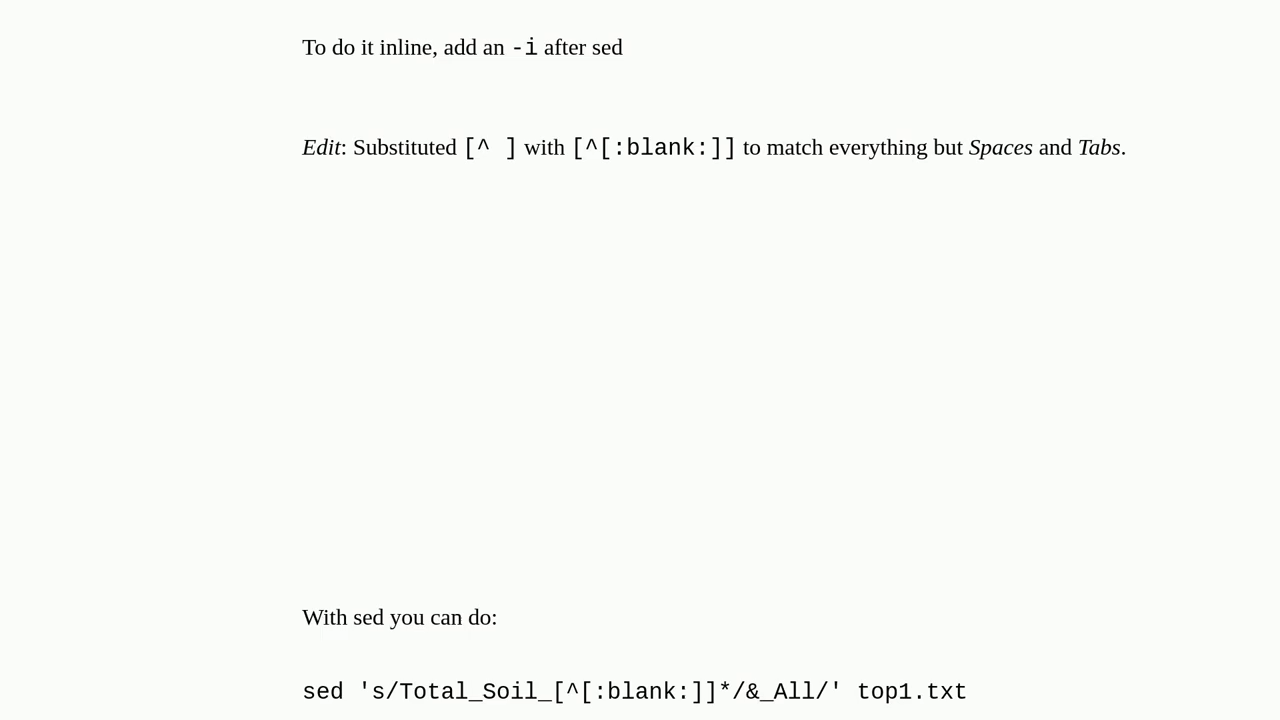 To do it inline, add an -i after sed
Edit: Substituted [^ ] with [^[:blank:]] to match everything but Spaces and Tabs.
With sed you can do:
sed 's/Total_Soil_[^[:blank:]]*/&_All/' top1.txt